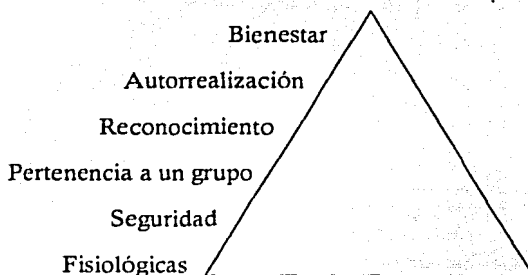 Bienestar
Autorrealización
Reconocimiento
Pertenencia a un grupo
Seguridad
Fisiológicas